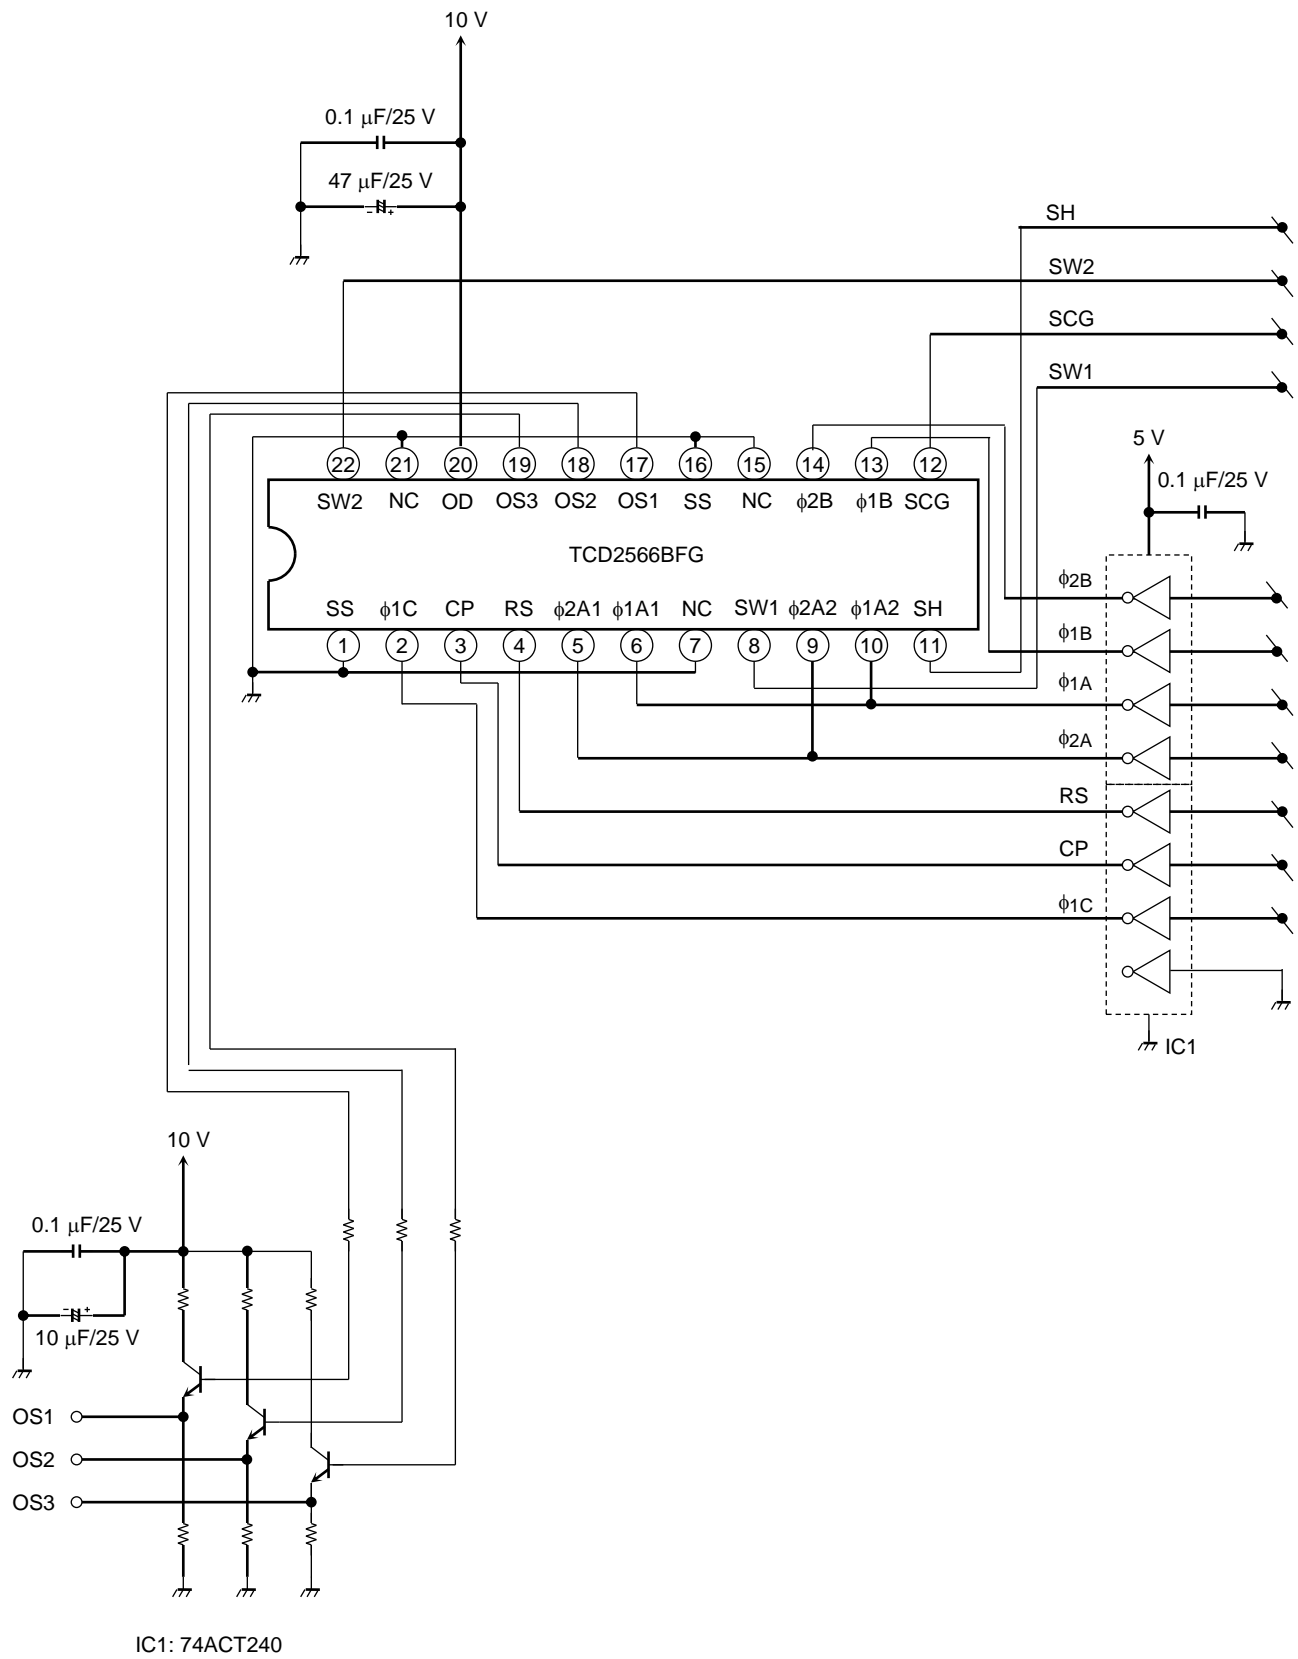 10 V
0.1 μF/25 V
47 μF/25 V
SH
SW2
SCG
SW1
5 V
0.1 μF/25 V
22 21 20 19 18 17 16 15 14 13 12
SW2 NC OD OS3 OS2 OS1 SS NC ϕ2B ϕ1B SCG
TCD2566BFG
SS ϕ1C CP RS ϕ2A1 ϕ1A1 NC SW1 ϕ2A2 ϕ1A2 SH
1 2 3 4 5 6 7 8 9 10 11
ϕ2B
ϕ1B
ϕ1A
ϕ2A
RS
CP
ϕ1C
IC1
10 V
0.1 μF/25 V
10 μF/25 V
OS1
OS2
OS3
IC1: 74ACT240